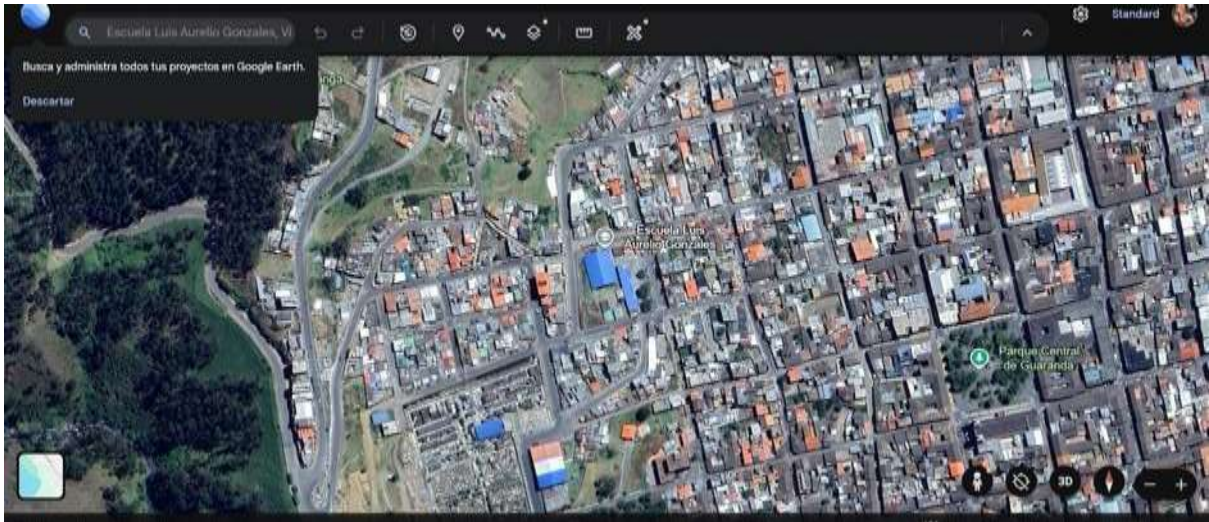 Escuela Luis Aurelio Gonzales, Vi
Standard
Busca y administra todos tus proyectos en Google Earth.
Descartar
Escuela Luis
Aurelio Gonzales
Parque Central
de Guaranda
3D